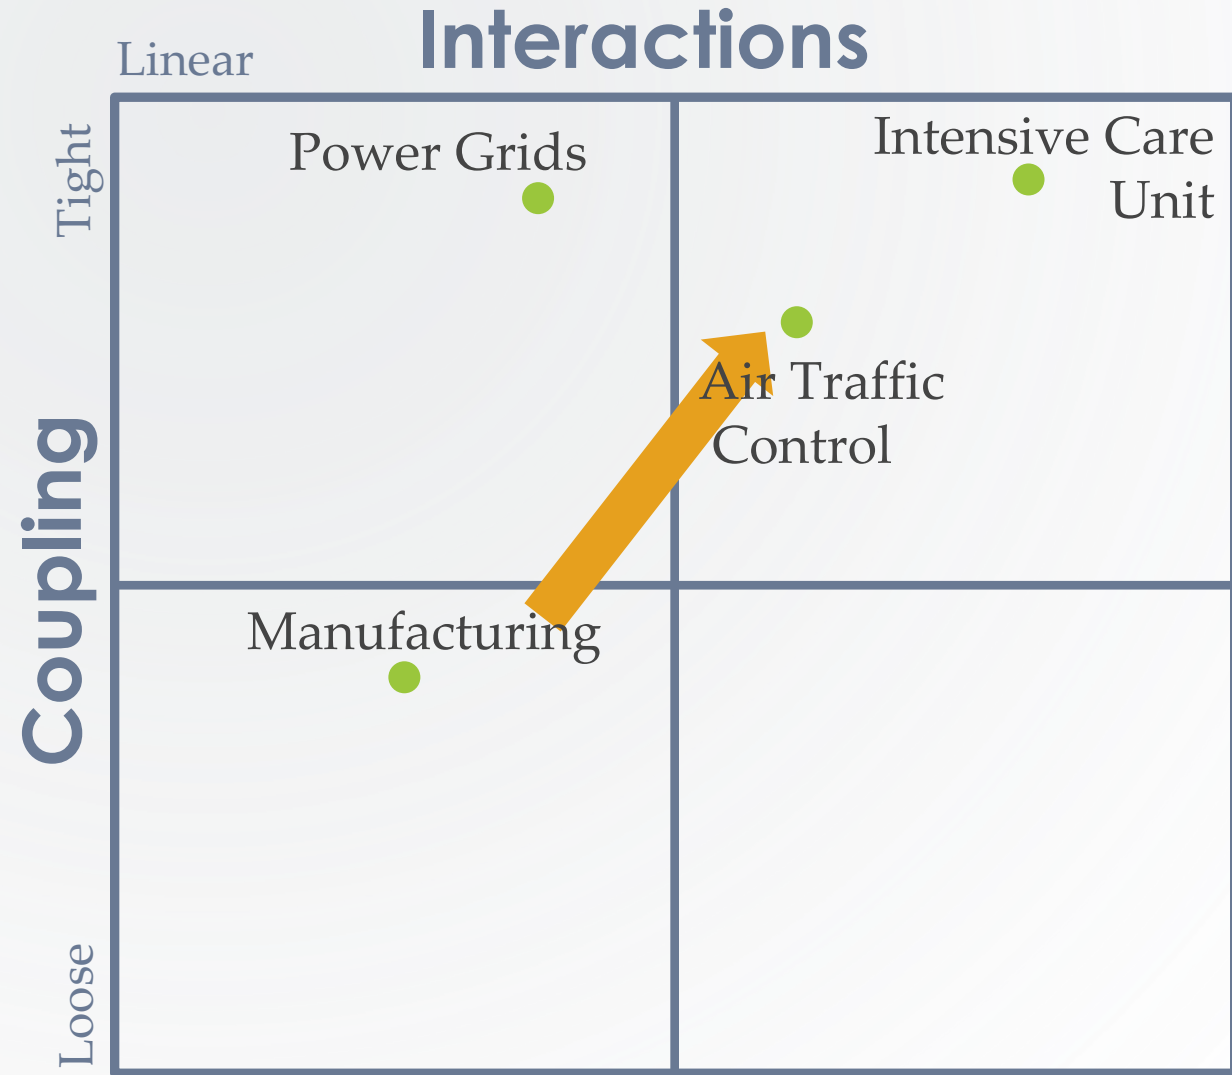 Interactions
Linear
Tight
Power Grids
Intensive Care
Unit
Air Traffic
Control
Coupling
Manufacturing
Loose